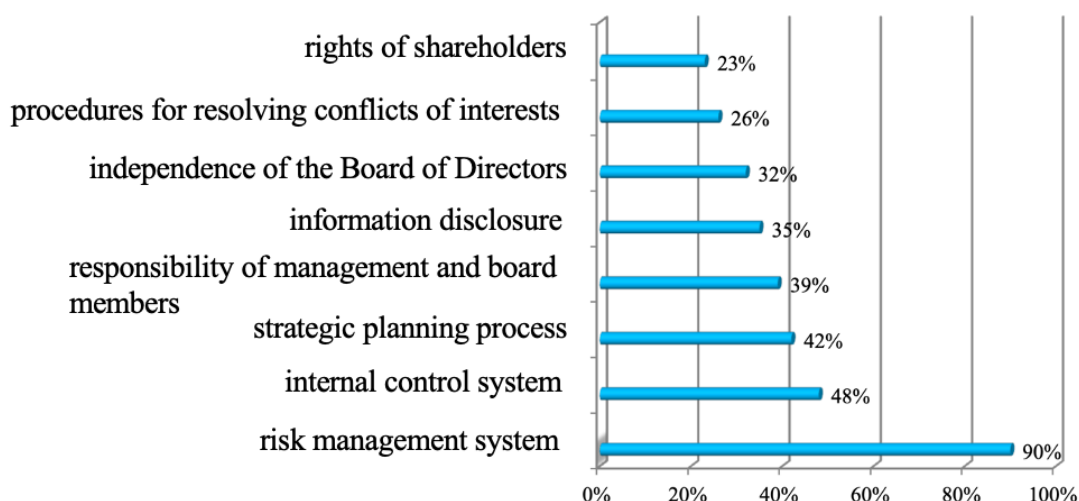 rights of shareholders
23%
procedures for resolving conflicts of interests
26%
independence of the Board of Directors
32%
information disclosure
35%
responsibility of management and board
members
39%
strategic planning process
42%
internal control system
48%
risk management system
90%
0% 20% 40% 60% 80% 100%